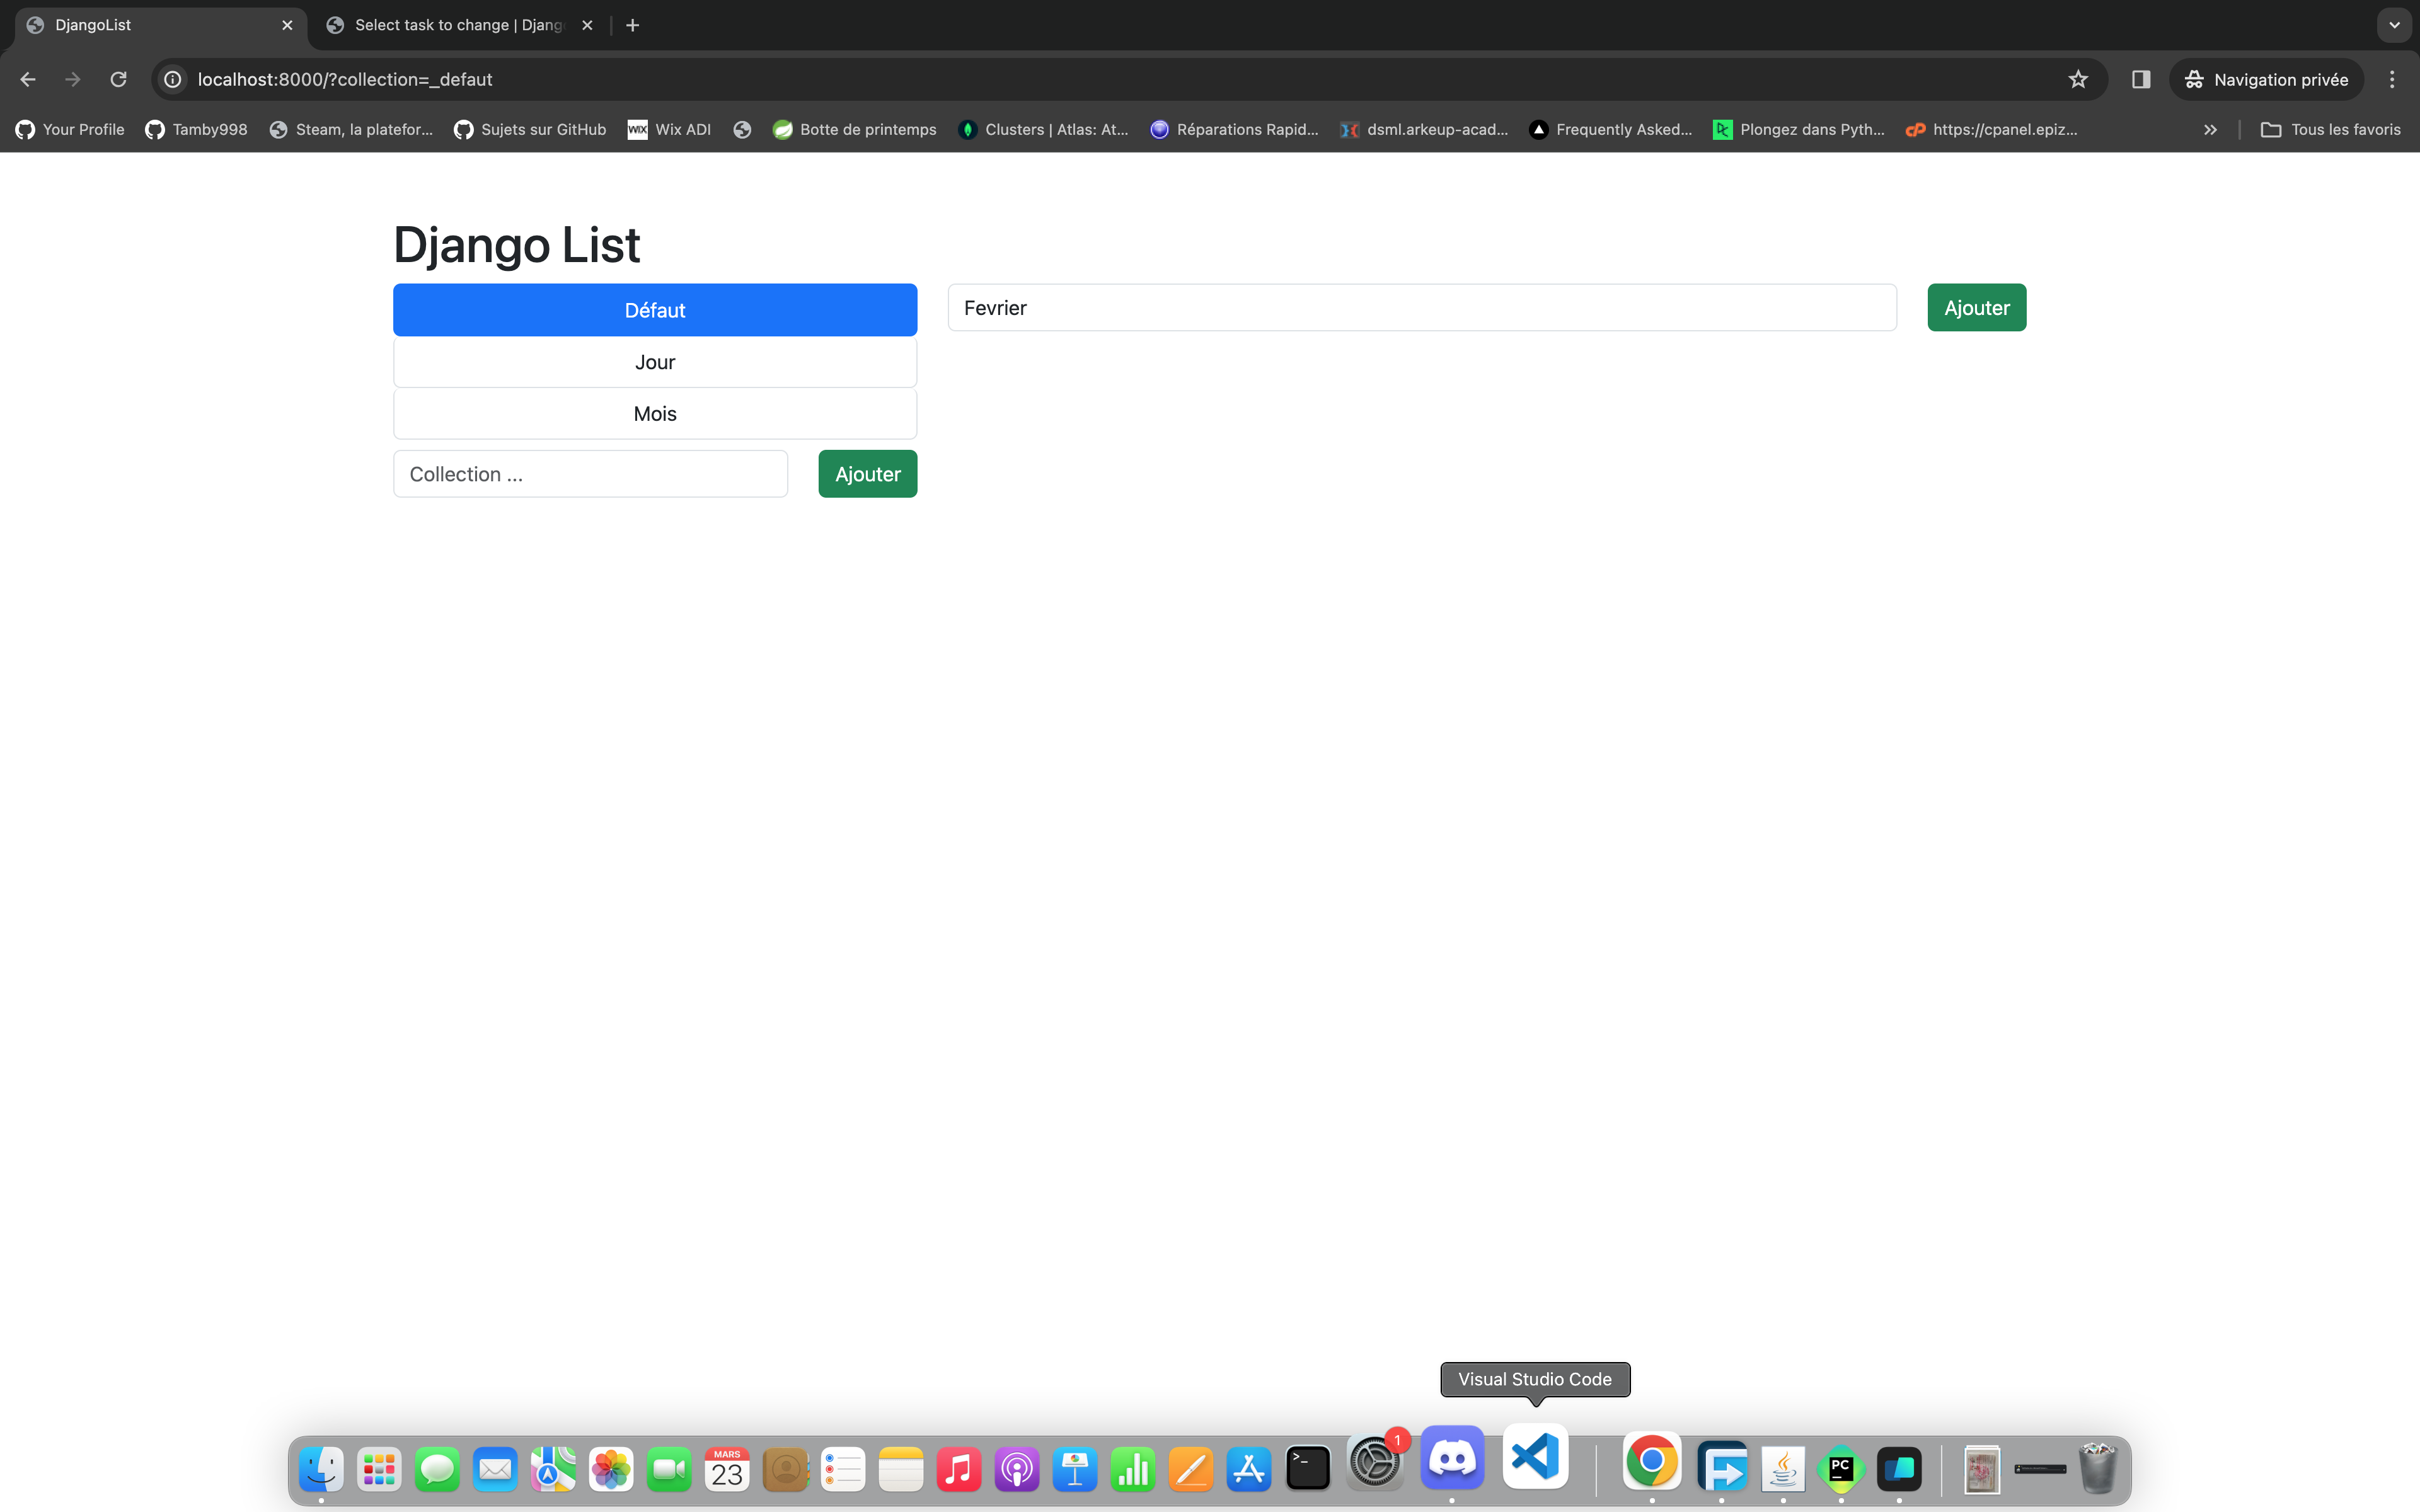 DjangoList
Select task to change | Djang
localhost:8000/?collection=_defaut
Navigation privée
Your Profile
Tamby998
Steam, la platefor...
Sujets sur GitHub
WIX Wix ADI
Botte de printemps
Clusters | Atlas: At...
Réparations Rapid...
dsml.arkeup-acad...
Frequently Asked...
Plongez dans Pyth...
https://cpanel.epiz...
Tous les favoris
Django List
Défaut
Fevrier
Ajouter
Jour
Mois
Collection ...
Ajouter
Visual Studio Code
MARS
23
1
PC